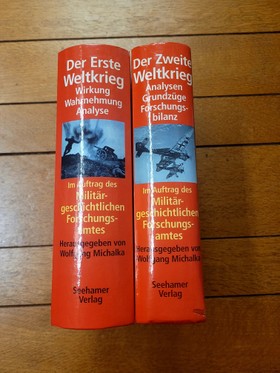 Der Erste
Weltkrieg
Wirkung
Wahrnehmung
Analyse
Im Auftrag des
Militär-
geschichtlichen
Forschungs-
amtes
Herausgegeben von
Wolfgang Michalka
Seehamer
Verlag
Der Zweite
Weltkrieg
Analysen
Grundzüge
Forschungs-
bilanz
Im Auftrag des
Militär-
geschichtlichen
Forschungs-
amtes
Herausgegeben von
Wolfgang Michalka
Seehamer
Verlag